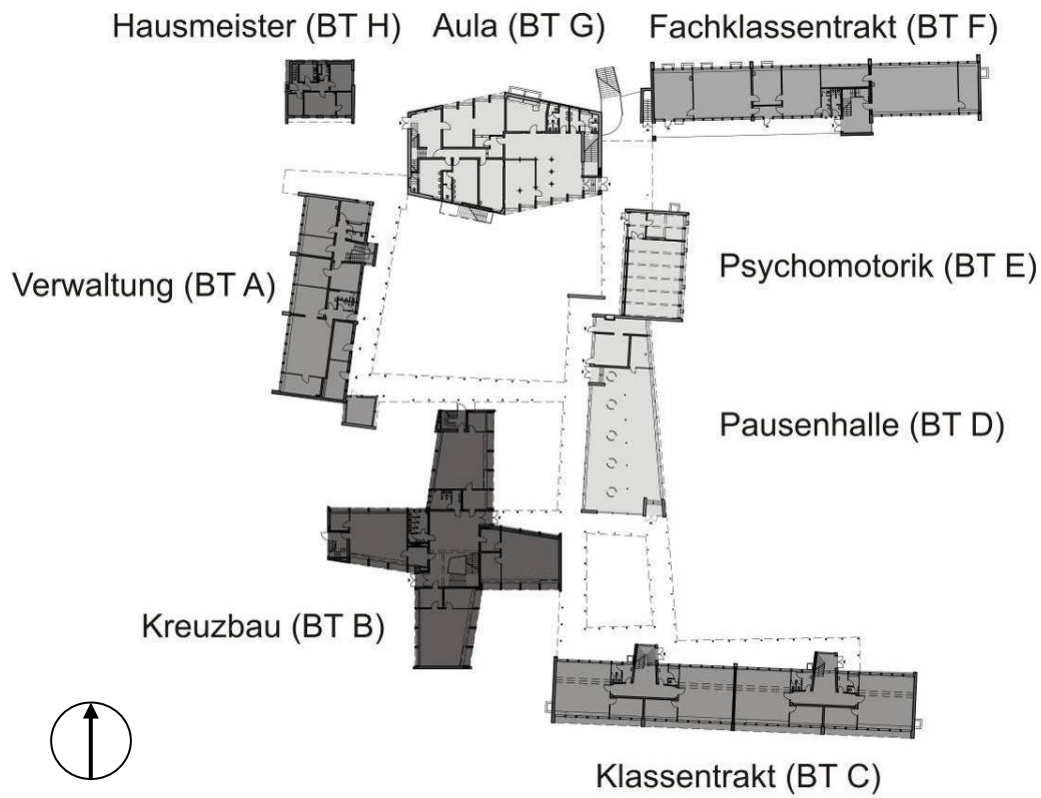 Hausmeister (BT H)
Aula (BT G)
Fachklassentrakt (BT F)
Verwaltung (BT A)
Psychomotorik (BT E)
Pausenhalle (BT D)
Kreuzbau (BT B)
Klassentrakt (BT C)